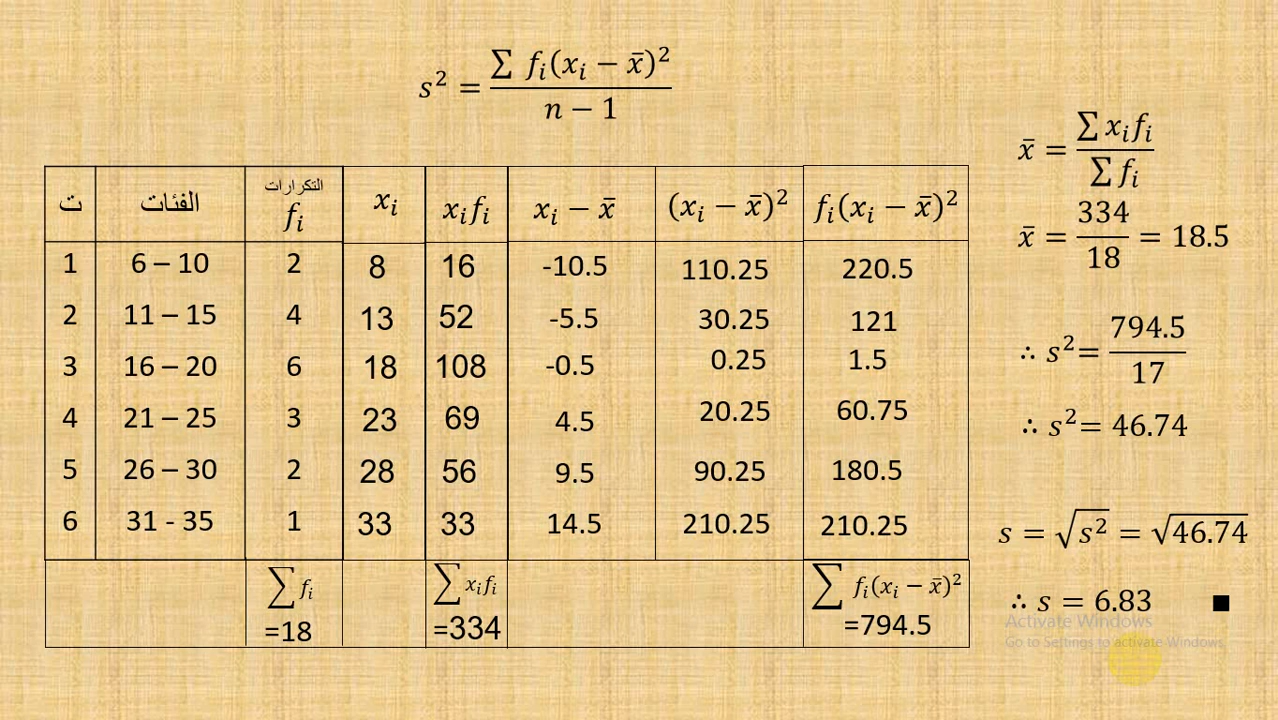 s² = ∑ fᵢ(xᵢ − x̄)² / n − 1
ت الفئات التكرارات fᵢ xᵢ xᵢfᵢ xᵢ − x̄ (xᵢ − x̄)² fᵢ(xᵢ − x̄)²
1 6 – 10 2 8 16 -10.5 110.25 220.5
2 11 – 15 4 13 52 -5.5 30.25 121
3 16 – 20 6 18 108 -0.5 0.25 1.5
4 21 – 25 3 23 69 4.5 20.25 60.75
5 26 – 30 2 28 56 9.5 90.25 180.5
6 31 - 35 1 33 33 14.5 210.25 210.25
∑ fᵢ ∑ xᵢfᵢ ∑ fᵢ(xᵢ − x̄)²
=18 =334 =794.5
x̄ = ∑ xᵢfᵢ / ∑ fᵢ
x̄ = 334 / 18 = 18.5
∴ s² = 794.5 / 17
∴ s² = 46.74
s = √s² = √46.74
∴ s = 6.83 ■
Activate Windows
Go to Settings to activate Windows